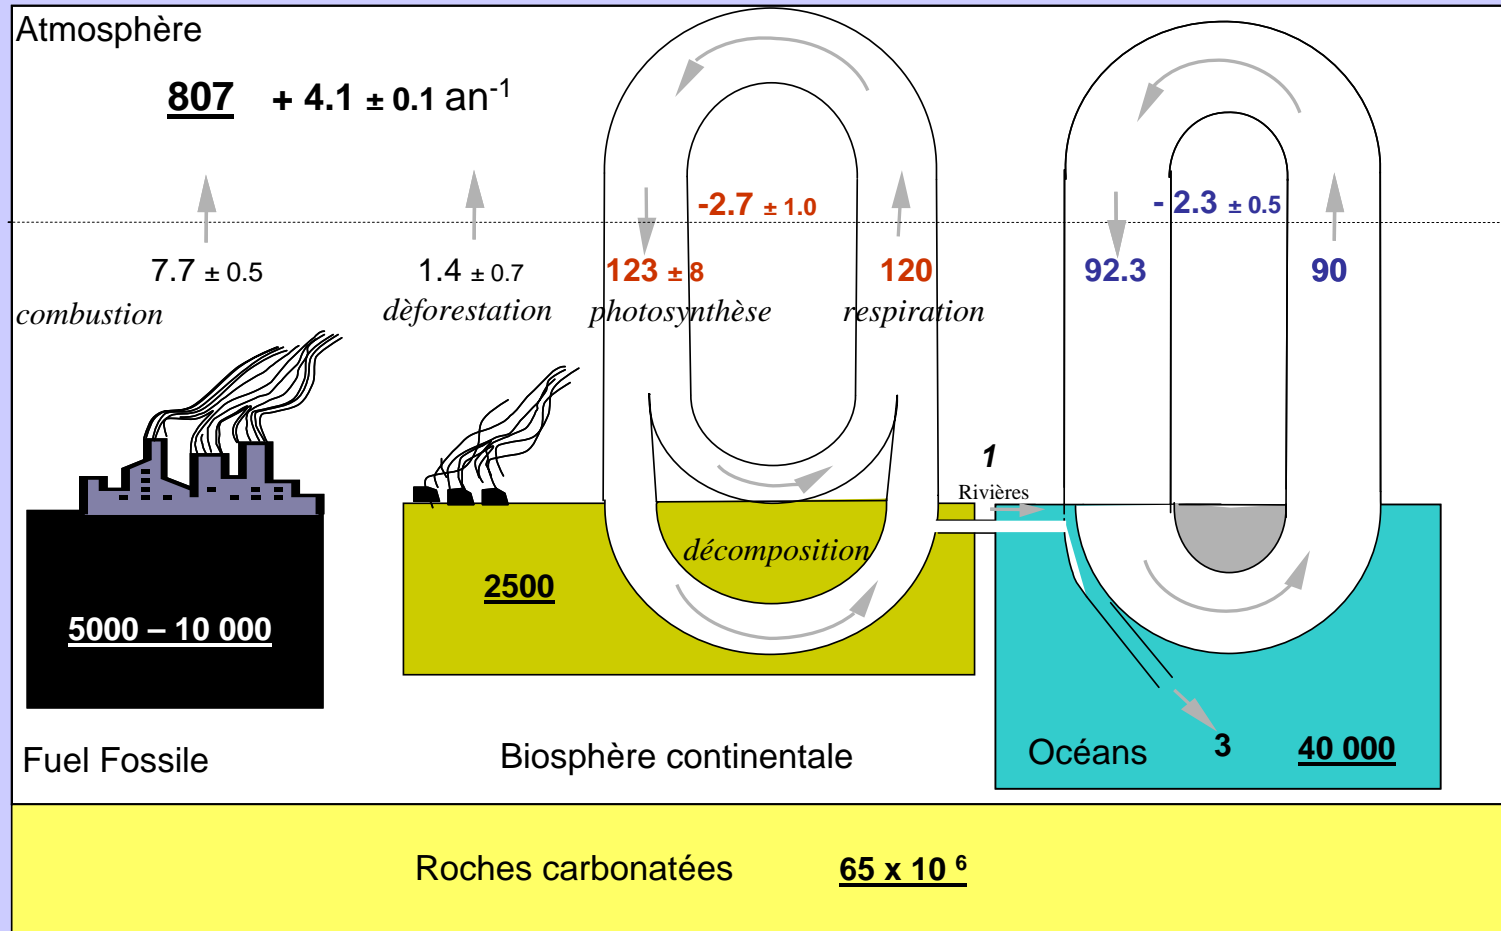 Atmosphère
807 + 4.1 ± 0.1 an-1
-2.7 ± 1.0
- 2.3 ± 0.5
7.7 ± 0.5
1.4 ± 0.7
123 ± 8
120
92.3
90
combustion
dèforestation
photosynthèse
respiration
1
Rivières
décomposition
2500
5000 – 10 000
Fuel Fossile
Biosphère continentale
Océans
3
40 000
Roches carbonatées 65 x 10 6